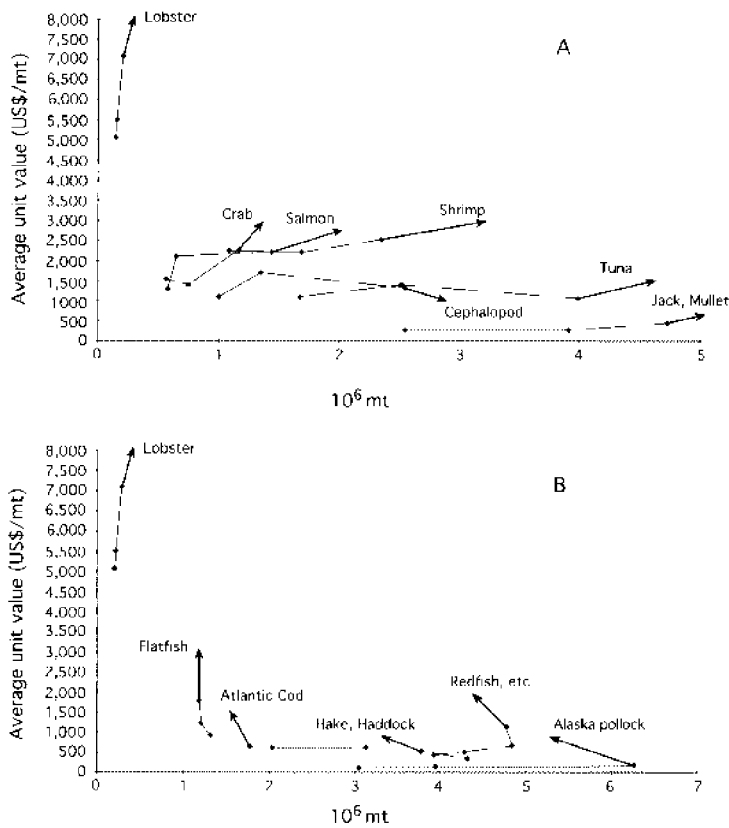 8,000
7,500
7,000
6,500
6,000
5,500
5,000
4,500
4,000
3,500
3,000
2,500
2,000
1,500
1000
500
0
Average unit value (US$/mt)
Lobster
A
Crab
Salmon
Shrimp
Tuna
Cephalopod
Jack, Mullet
0 1 2 3 4 5
10⁶ mt
8,000
7,500
7,000
6,500
6,000
5,500
5,000
4,500
4,000
3,500
3,000
2,500
2,000
1,500
1,000
500
0
Average unit value (US$/mt)
Lobster
B
Flatfish
Atlantic Cod
Hake, Haddock
Redfish, etc
Alaska pollock
0 1 2 3 4 5 6 7
10⁶ mt